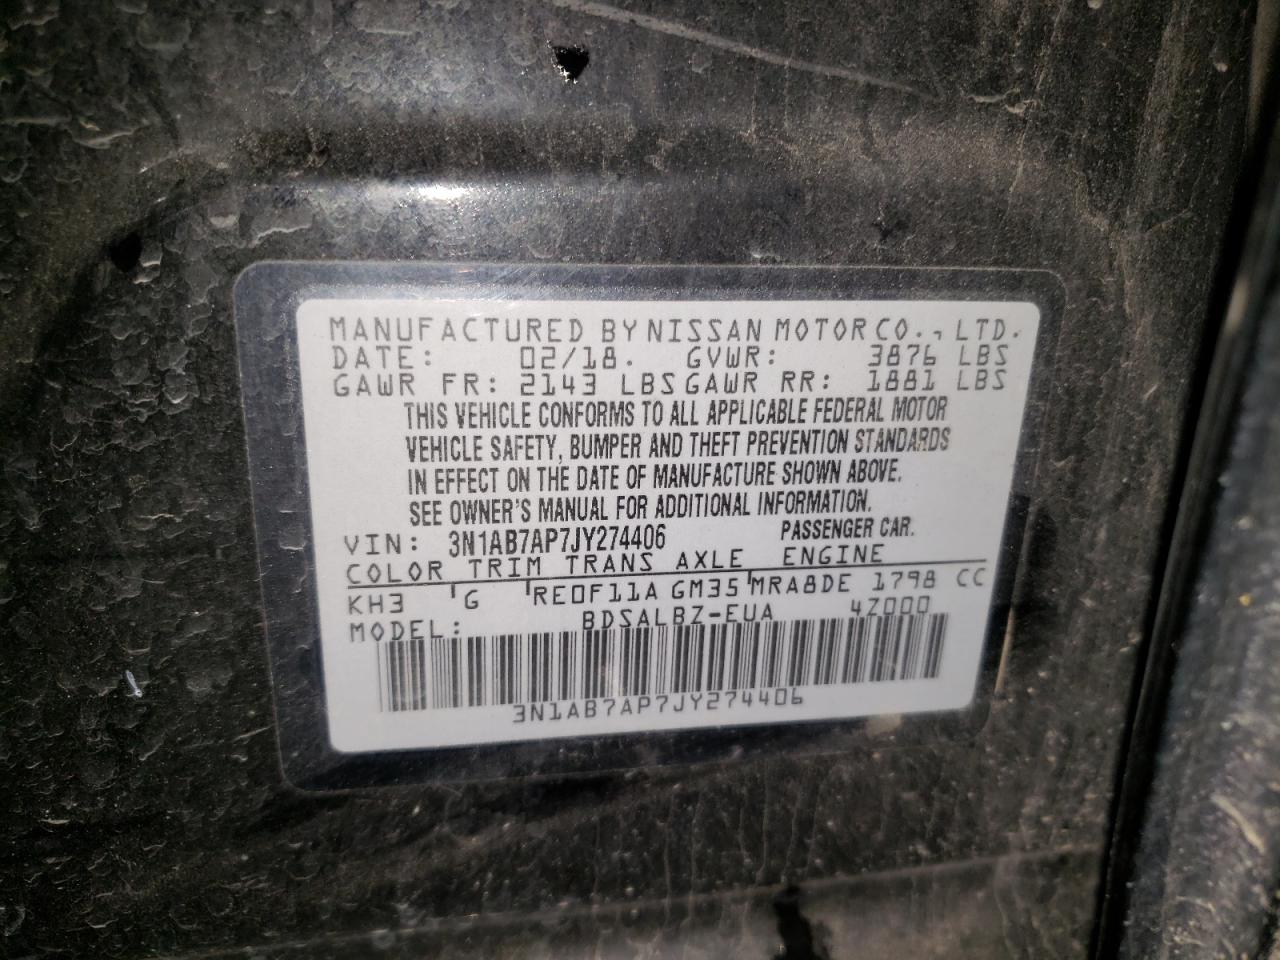 MANUFACTURED BY NISSAN MOTOR CO., LTD.
DATE: 02/18. GVWR: 3876 LBS
GAWR FR: 2143 LBS GAWR RR: 1881 LBS
THIS VEHICLE CONFORMS TO ALL APPLICABLE FEDERAL MOTOR
VEHICLE SAFETY, BUMPER AND THEFT PREVENTION STANDARDS
IN EFFECT ON THE DATE OF MANUFACTURE SHOWN ABOVE.
SEE OWNER'S MANUAL FOR ADDITIONAL INFORMATION.
VIN: 3N1AB7AP7JY274406 PASSENGER CAR.
COLOR TRIM TRANS AXLE ENGINE
KH3 G RE0F11A GM35 MRA8DE 1798 CC
MODEL: BDSALBZ-EUA 4Z000
3N1AB7AP7JY274406